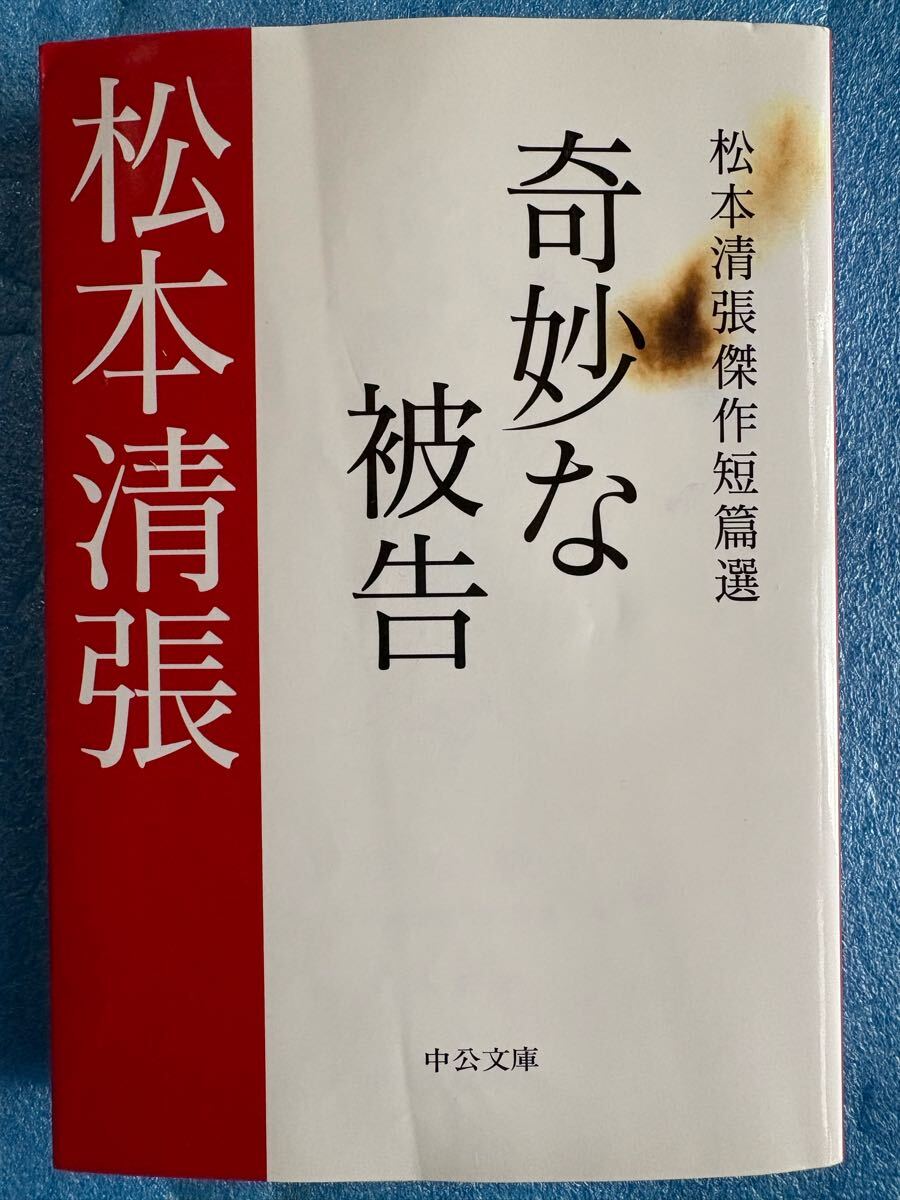 松本清張傑作短篇選
奇妙な
被告
松本清張
中公文庫